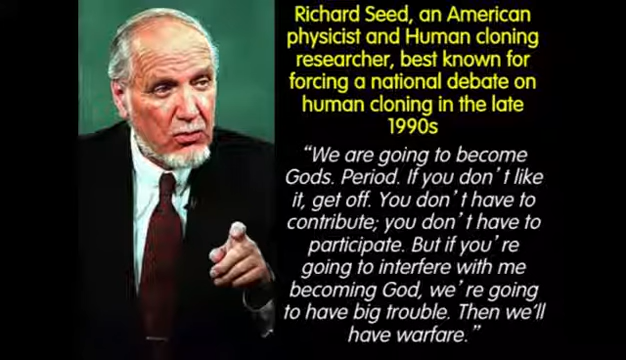 Richard Seed, an American
physicist and Human cloning
researcher, best known for
forcing a national debate on
human cloning in the late
1990s
“We are going to become
Gods. Period. If you don’t like
it, get off. You don’t have to
contribute; you don’t have to
participate. But if you’re
going to interfere with me
becoming God, we’re going
to have big trouble. Then we’ll
have warfare.”